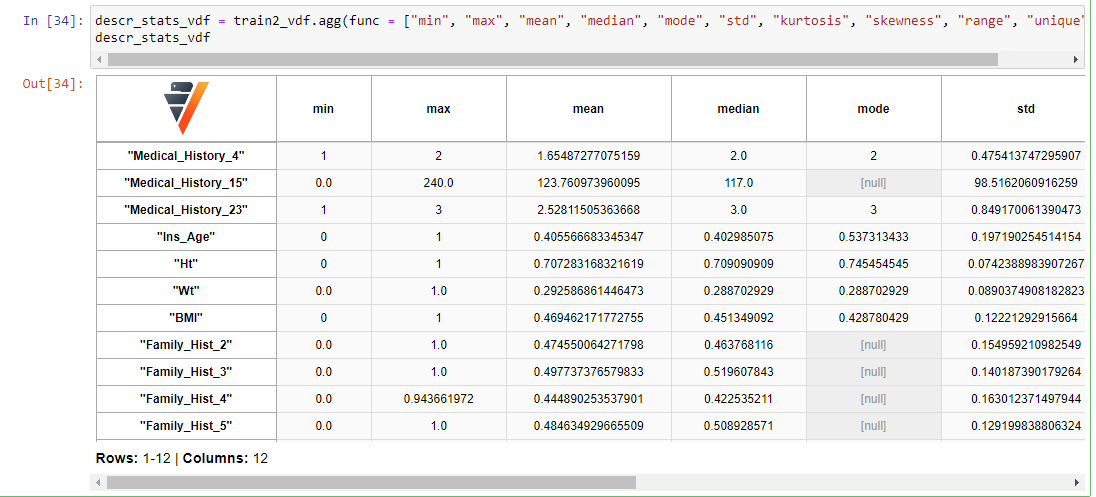 In [34]: descr_stats_vdf = train2_vdf.agg(func = ["min", "max", "mean", "median", "mode", "std", "kurtosis", "skewness", "range", "unique"
descr_stats_vdf
Out[34]:
min max mean median mode std
"Medical_History_4" 1 2 1.65487277075159 2.0 2 0.475413747295907
"Medical_History_15" 0.0 240.0 123.760973960095 117.0 [null] 98.5162060916259
"Medical_History_23" 1 3 2.52811505363668 3.0 3 0.849170061390473
"Ins_Age" 0 1 0.405566683345347 0.402985075 0.537313433 0.197190254514154
"Ht" 0 1 0.707283168321619 0.709090909 0.745454545 0.0742388983907267
"Wt" 0.0 1.0 0.292586861446473 0.288702929 0.288702929 0.0890374908182823
"BMI" 0 1 0.469462171772755 0.451349092 0.428780429 0.12221292915664
"Family_Hist_2" 0.0 1.0 0.474550064271798 0.463768116 [null] 0.154959210982549
"Family_Hist_3" 0.0 1.0 0.497737376579833 0.519607843 [null] 0.140187390179264
"Family_Hist_4" 0.0 0.943661972 0.444890253537901 0.422535211 [null] 0.163012371497944
"Family_Hist_5" 0.0 1.0 0.484634929665509 0.508928571 [null] 0.129199838806324
Rows: 1-12 | Columns: 12